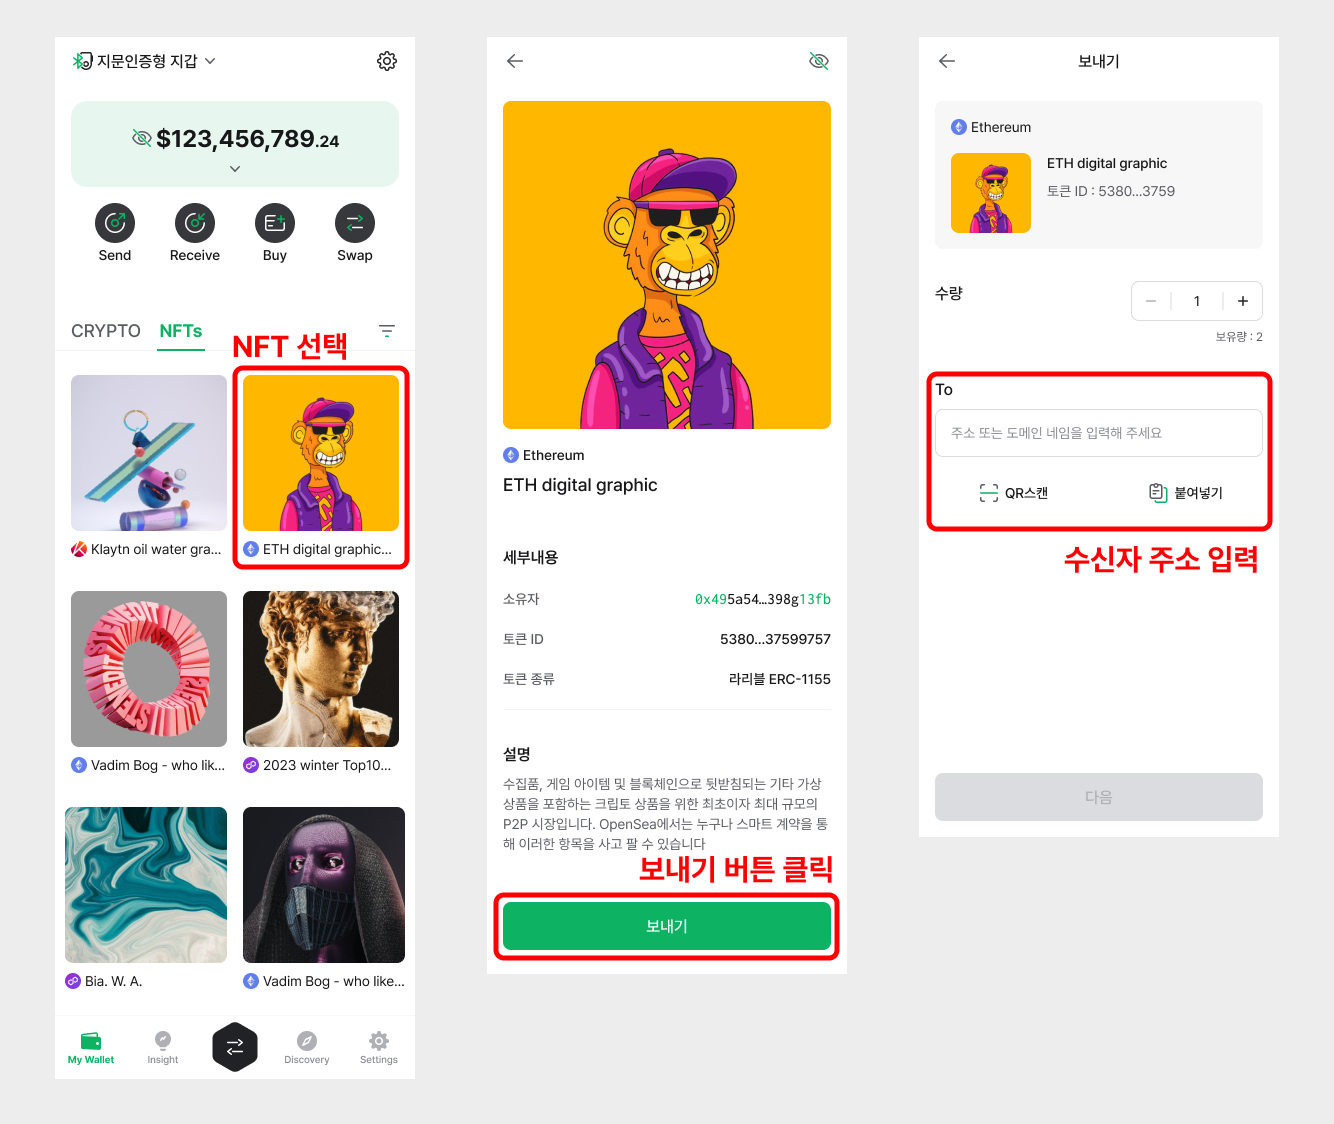 지문인증형 지갑
$123,456,789.24
Send
Receive
Buy
Swap
CRYPTO
NFTs
NFT 선택
Klaytn oil water gra...
ETH digital graphic...
STEVEEDIT
Vadim Bog - who lik...
2023 winter Top10...
Bia. W. A.
Vadim Bog - who like...
My Wallet
Insight
Discovery
Settings
Ethereum
ETH digital graphic
세부내용
소유자
0x495a54...398g13fb
토큰 ID
5380...37599757
토큰 종류
라리블 ERC-1155
설명
수집품, 게임 아이템 및 블록체인으로 뒷받침되는 기타 가상
상품을 포함하는 크립토 상품을 위한 최초이자 최대 규모의
P2P 시장입니다. OpenSea에서는 누구나 스마트 계약을 통
해 이러한 항목을 사고 팔 수 있습니다
보내기 버튼 클릭
보내기
보내기
Ethereum
ETH digital graphic
토큰 ID : 5380...3759
수량
1
보유량 : 2
To
주소 또는 도메인 네임을 입력해 주세요
QR스캔
붙여넣기
수신자 주소 입력
다음